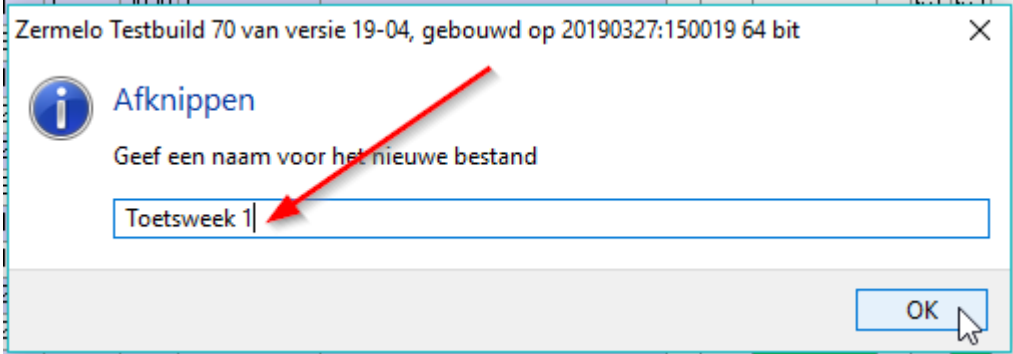 Zermelo Testbuild 70 van versie 19-04, gebouwd op 20190327:150019 64 bit
Afknippen
Geef een naam voor het nieuwe bestand
Toetsweek 1
OK